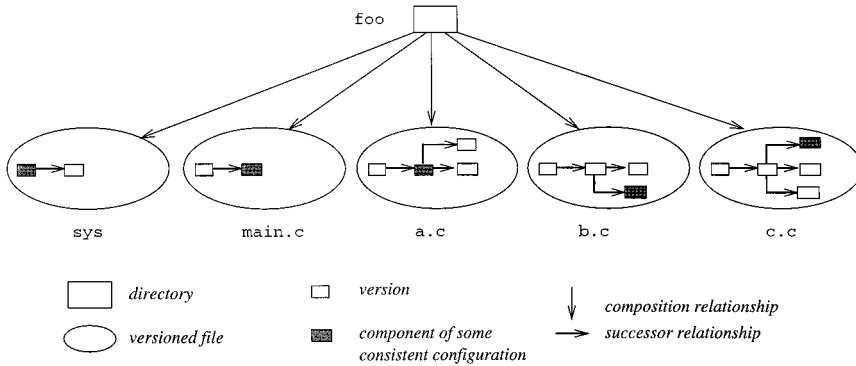 foo
sys
main.c
a.c
b.c
c.c
directory
version
composition relationship
versioned file
component of some
consistent configuration
successor relationship